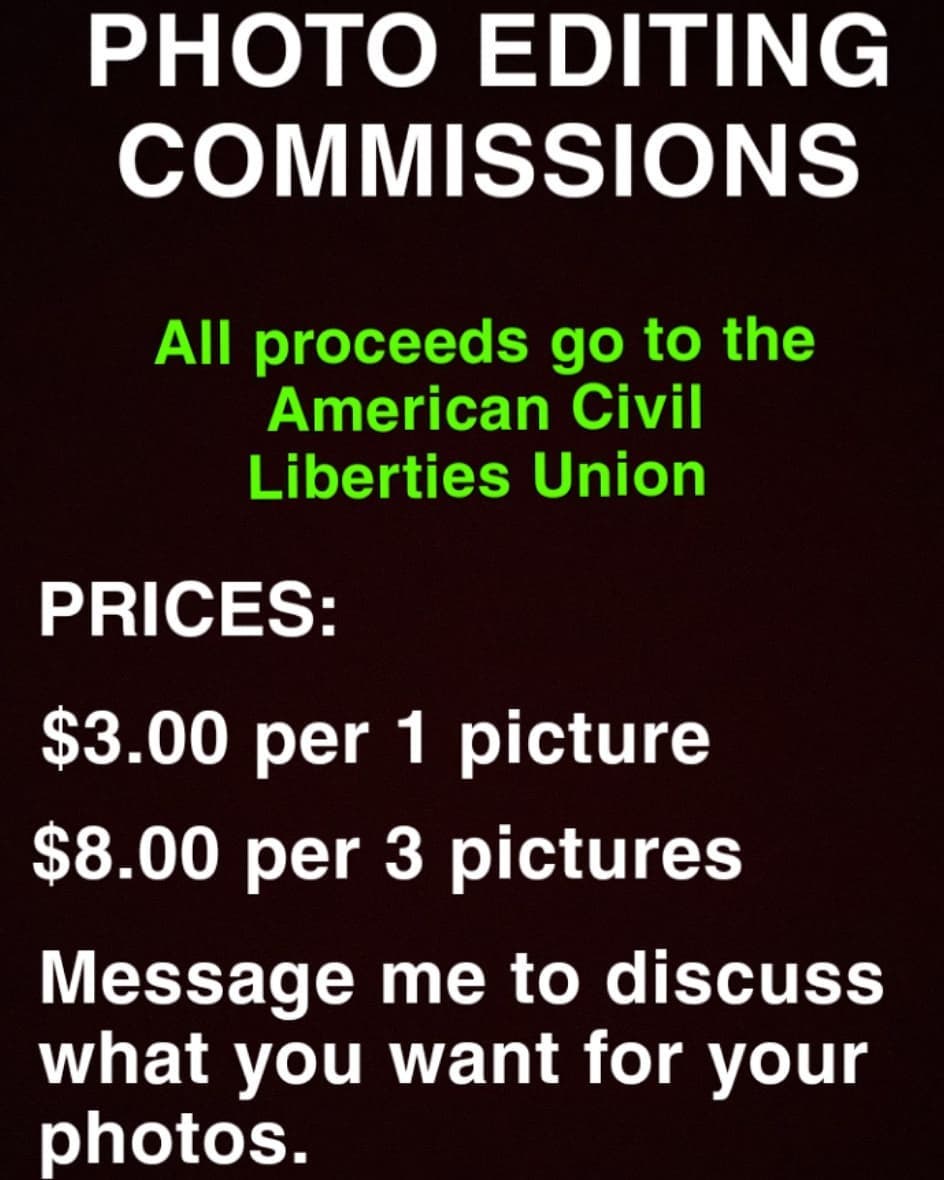 PHOTO EDITING
COMMISSIONS
All proceeds go to the
American Civil
Liberties Union
PRICES:
$3.00 per 1 picture
$8.00 per 3 pictures
Message me to discuss
what you want for your
photos.